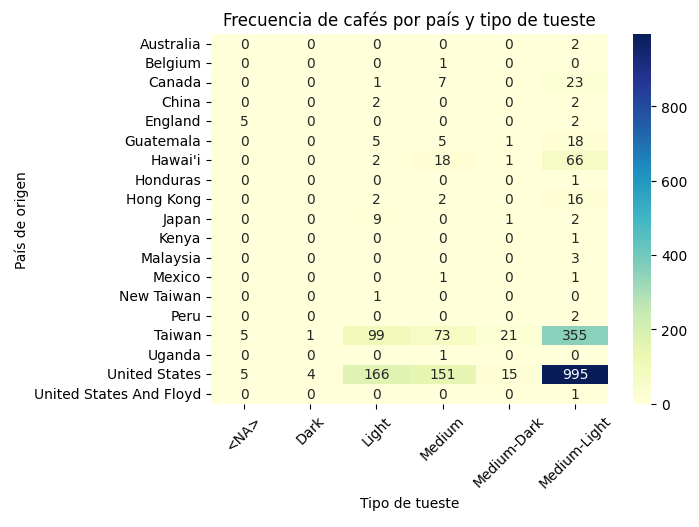 Frecuencia de cafés por país y tipo de tueste
País de origen
Australia 0 0 0 0 0 2
Belgium 0 0 0 1 0 0
Canada 0 0 1 7 0 23
China 0 0 2 0 0 2
England 5 0 0 0 0 2
Guatemala 0 0 5 5 1 18
Hawai'i 0 0 2 18 1 66
Honduras 0 0 0 0 0 1
Hong Kong 0 0 2 2 0 16
Japan 0 0 9 0 1 2
Kenya 0 0 0 0 0 1
Malaysia 0 0 0 0 0 3
Mexico 0 0 0 1 0 1
New Taiwan 0 0 1 0 0 0
Peru 0 0 0 0 0 2
Taiwan 5 1 99 73 21 355
Uganda 0 0 0 1 0 0
United States 5 4 166 151 15 995
United States And Floyd 0 0 0 0 0 1
<NA> Dark Light Medium Medium-Dark Medium-Light
Tipo de tueste
800
600
400
200
0